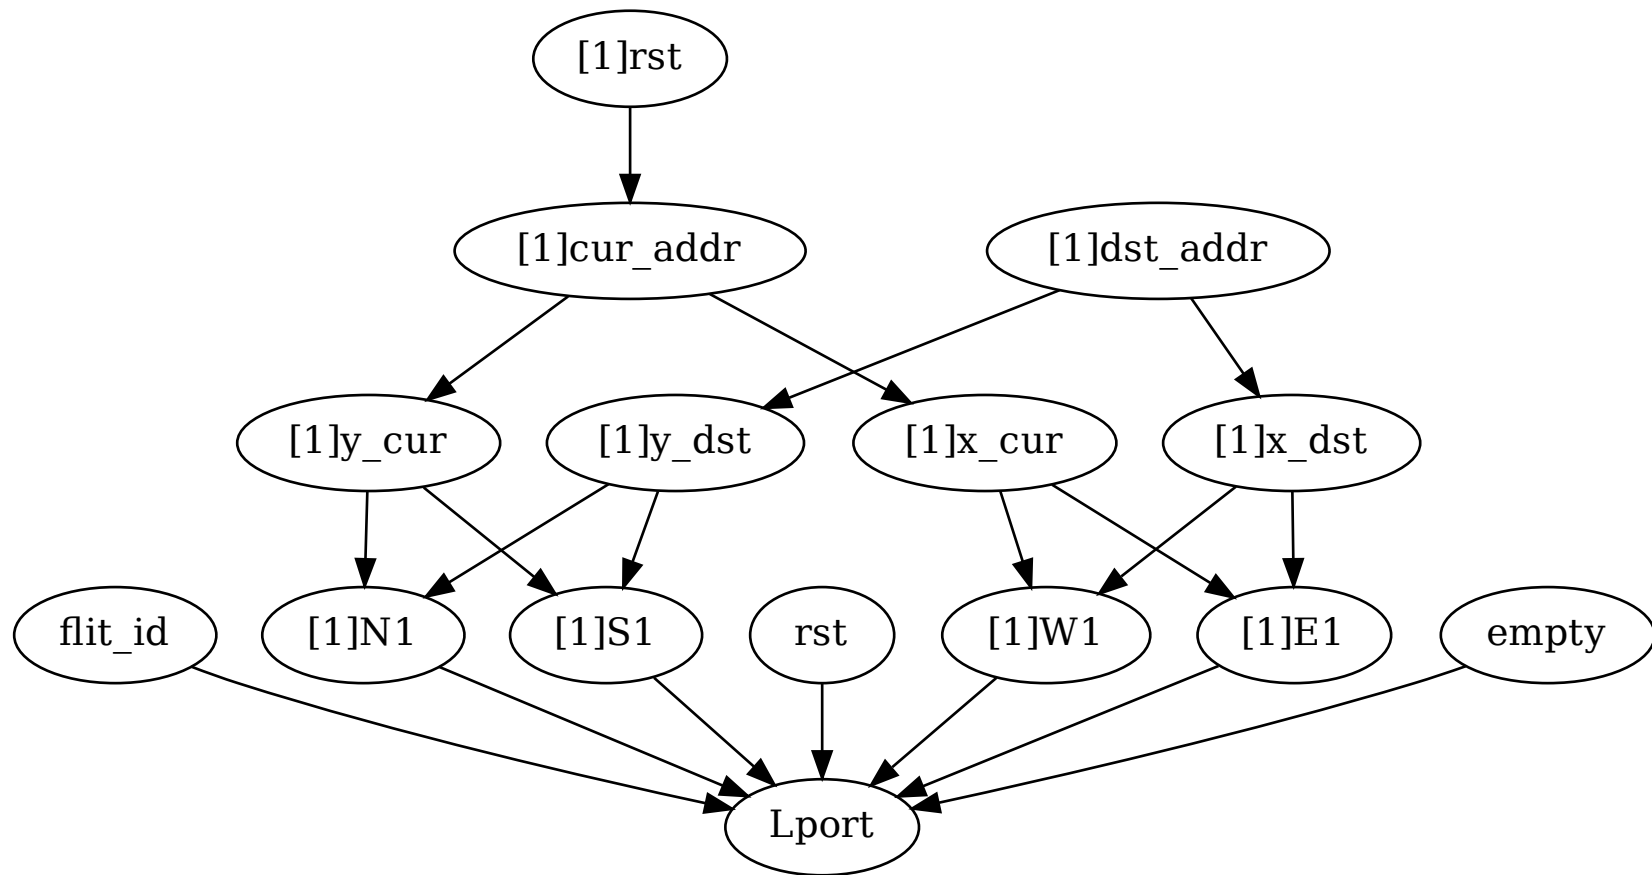 [1]rst
[1]cur_addr
[1]dst_addr
[1]y_cur
[1]y_dst
[1]x_cur
[1]x_dst
flit_id
[1]N1
[1]S1
rst
[1]W1
[1]E1
empty
Lport